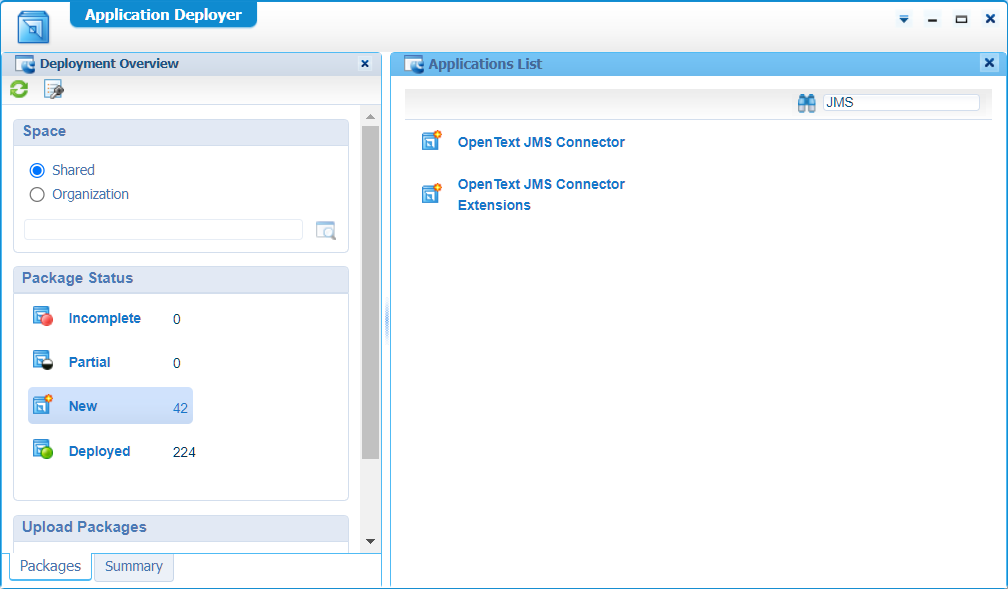 Application Deployer
Deployment Overview
Space
Shared
Organization
Package Status
Incomplete 0
Partial 0
New 42
Deployed 224
Upload Packages
Packages Summary
Applications List
JMS
OpenText JMS Connector
OpenText JMS Connector
Extensions